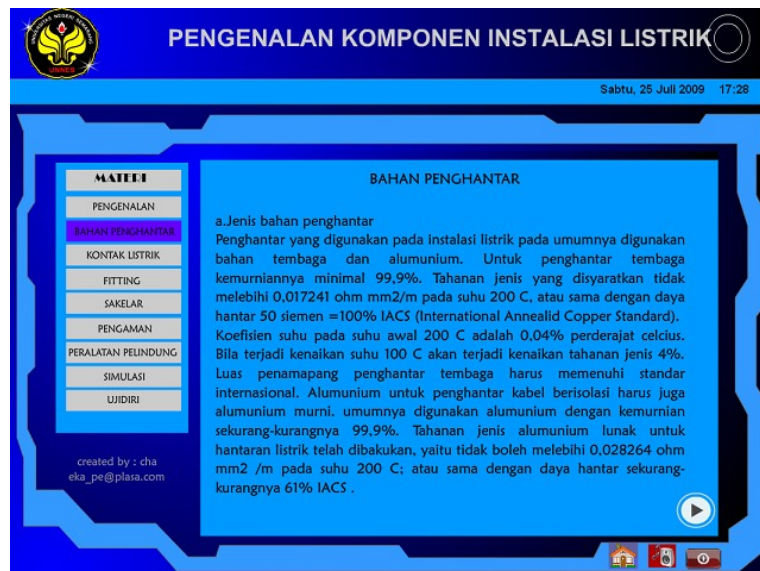 PENGENALAN KOMPONEN INSTALASI LISTRIK
UNIVERSITAS NEGERI SEMARANG
UNNES
Sabtu, 25 Juli 2009 17:28
MATERI
PENGENALAN
BAHAN PENGHANTAR
KONTAK LISTRIK
FITTING
SAKELAR
PENGAMAN
PERALATAN PELINDUNG
SIMULASI
UJIDIRI
created by : cha
eka_pe@plasa.com
BAHAN PENGHANTAR
a.Jenis bahan penghantar
Penghantar yang digunakan pada instalasi listrik pada umumnya digunakan
bahan tembaga dan alumunium. Untuk penghantar tembaga
kemurniannya minimal 99,9%. Tahanan jenis yang disyaratkan tidak
melebihi 0,017241 ohm mm2/m pada suhu 200 C, atau sama dengan daya
hantar 50 siemen =100% IACS (International Annealid Copper Standard).
Koefisien suhu pada suhu awal 200 C adalah 0,04% perderajat celcius.
Bila terjadi kenaikan suhu 100 C akan terjadi kenaikan tahanan jenis 4%.
Luas penamapang penghantar tembaga harus memenuhi standar
internasional. Alumunium untuk penghantar kabel berisolasi harus juga
alumunium murni. umumnya digunakan alumunium dengan kemurnian
sekurang-kurangnya 99,9%. Tahanan jenis alumunium lunak untuk
hantaran listrik telah dibakukan, yaitu tidak boleh melebihi 0,028264 ohm
mm2 /m pada suhu 200 C; atau sama dengan daya hantar sekurang-
kurangnya 61% IACS .